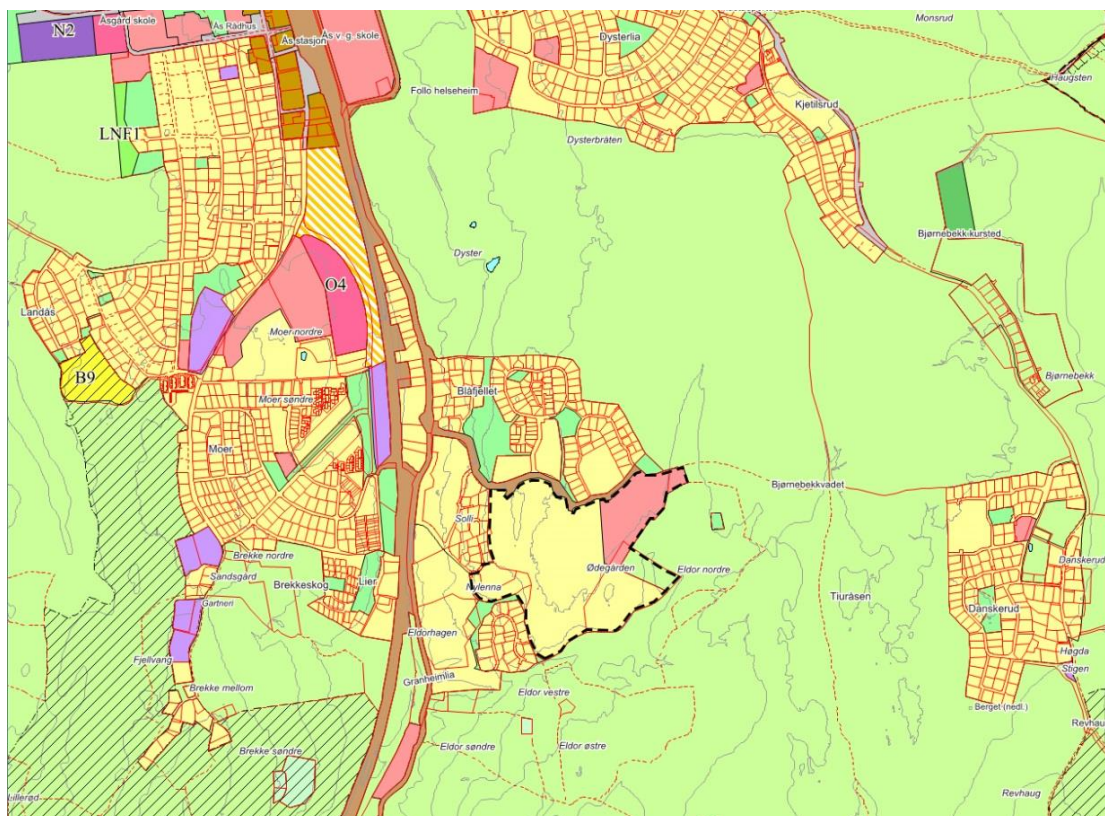 Åsgård skole
N2
Ås Rådhus
Ås stasjon
Ås v. g. skole
Monsrud
Dysterlia
Haugsten
Follo helseheim
Kjetilsrud
LNF1
Dysterbråten
Bjørnebekk kursted
Dyster
O4
Landås
Moer nordre
B9
Blåfjellet
Bjørnebekk
Moer søndre
Moer
Bjørnebekkvadet
Solli
Brekke nordre
Ødegården
Eldor nordre
Danskerud
Sandsgård
Brekkeskog
Lier
Nylenna
Tiuråsen
Gartneri
Danskerud
Eldorhagen
Fjellvang
Høgda
Granheimlia
Stigen
Brekke mellom
Eldor vestre
Berget (nedl.)
Brekke søndre
Eldor søndre
Eldor østre
Revhaug
Lillerød
Revhaug